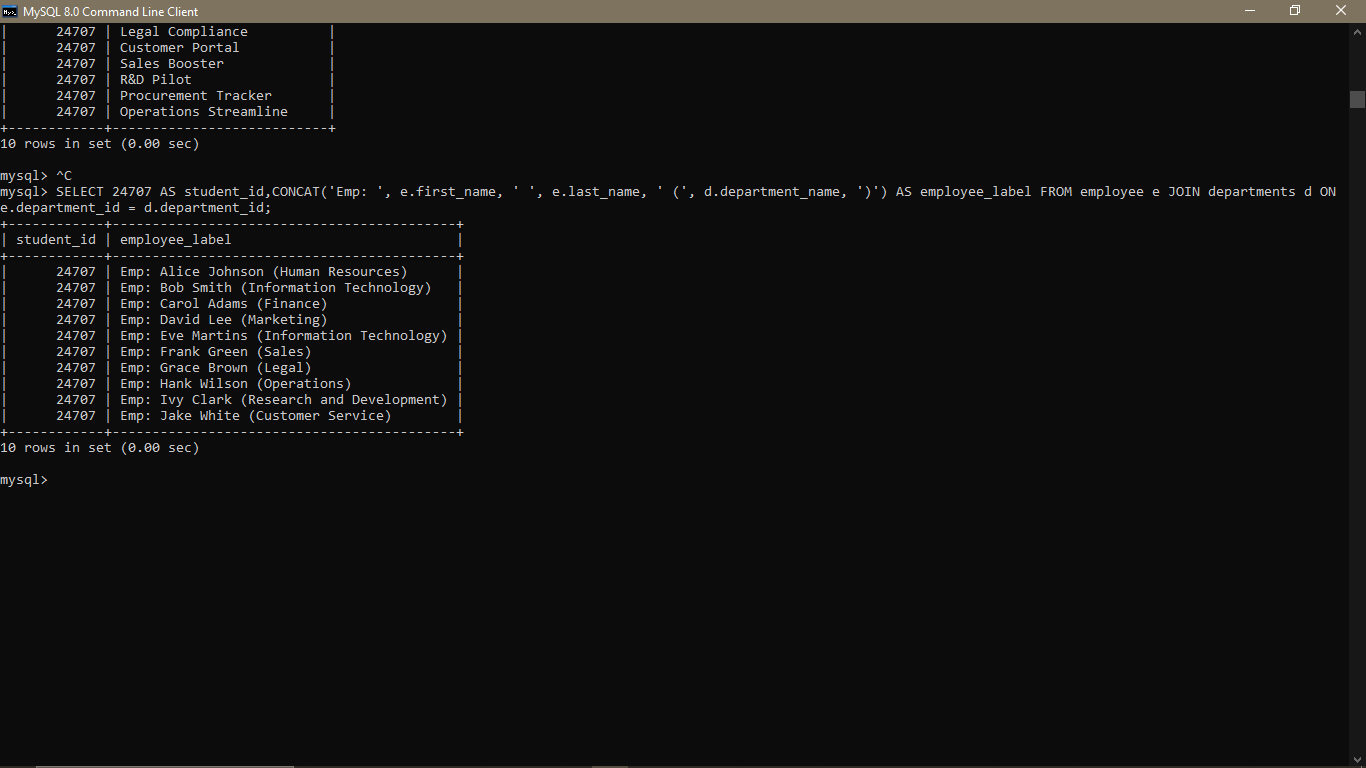 MySQL 8.0 Command Line Client
|      24707 | Legal Compliance          |
|      24707 | Customer Portal           |
|      24707 | Sales Booster             |
|      24707 | R&D Pilot                 |
|      24707 | Procurement Tracker       |
|      24707 | Operations Streamline     |
+------------+---------------------------+
10 rows in set (0.00 sec)
mysql> ^C
mysql> SELECT 24707 AS student_id,CONCAT('Emp: ', e.first_name, ' ', e.last_name, ' (', d.department_name, ')') AS employee_label FROM employee e JOIN departments d ON
e.department_id = d.department_id;
+------------+-------------------------------------------+
| student_id | employee_label                            |
+------------+-------------------------------------------+
|      24707 | Emp: Alice Johnson (Human Resources)      |
|      24707 | Emp: Bob Smith (Information Technology)   |
|      24707 | Emp: Carol Adams (Finance)                |
|      24707 | Emp: David Lee (Marketing)                |
|      24707 | Emp: Eve Martins (Information Technology) |
|      24707 | Emp: Frank Green (Sales)                  |
|      24707 | Emp: Grace Brown (Legal)                  |
|      24707 | Emp: Hank Wilson (Operations)             |
|      24707 | Emp: Ivy Clark (Research and Development) |
|      24707 | Emp: Jake White (Customer Service)        |
+------------+-------------------------------------------+
10 rows in set (0.00 sec)
mysql>